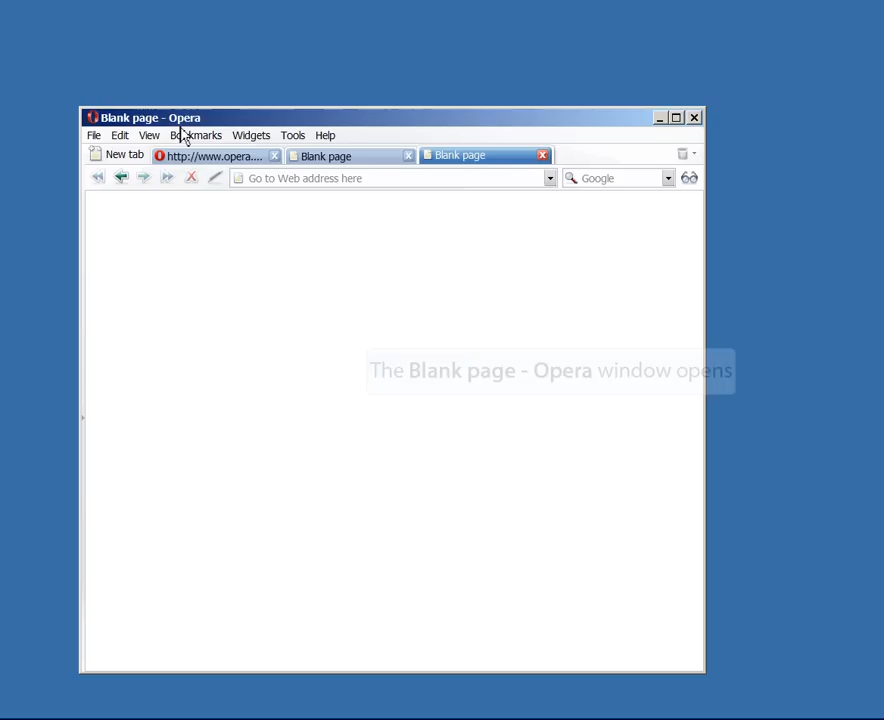 Blank page - Opera
File Edit View Bookmarks Widgets Tools Help
New tab http://www.opera.... Blank page Blank page
Go to Web address here Google
The Blank page - Opera window opens